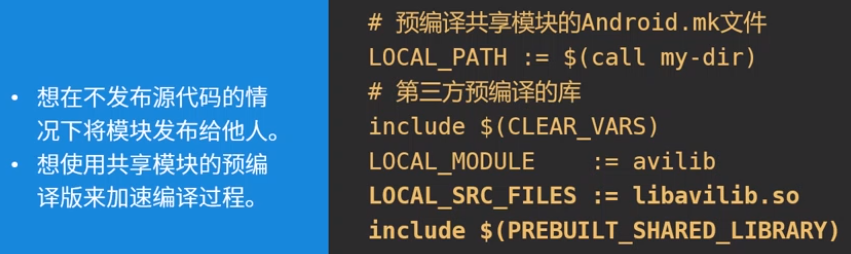 • 想在不发布源代码的情
况下将模块发布给他人。
• 想使用共享模块的预编
译版来加速编译过程。
# 预编译共享模块的Android.mk文件
LOCAL_PATH := $(call my-dir)
# 第三方预编译的库
include $(CLEAR_VARS)
LOCAL_MODULE    := avilib
LOCAL_SRC_FILES := libavilib.so
include $(PREBUILT_SHARED_LIBRARY)